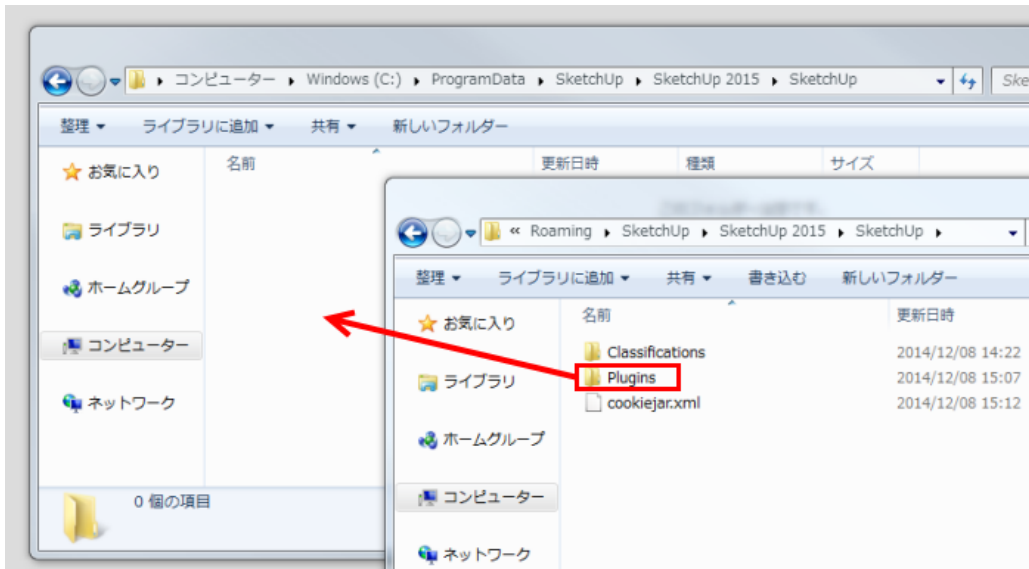 コンピューター ▸ Windows (C:) ▸ ProgramData ▸ SketchUp ▸ SketchUp 2015 ▸ SketchUp
整理 ライブラリに追加 共有 新しいフォルダー
名前 更新日時 種類 サイズ
お気に入り
ライブラリ
ホームグループ
コンピューター
ネットワーク
0 個の項目
« Roaming ▸ SketchUp ▸ SketchUp 2015 ▸ SketchUp ▸
整理 ライブラリに追加 共有 書き込む 新しいフォルダー
名前 更新日時
お気に入り
ライブラリ
ホームグループ
コンピューター
ネットワーク
Classifications 2014/12/08 14:22
Plugins 2014/12/08 15:07
cookiejar.xml 2014/12/08 15:12